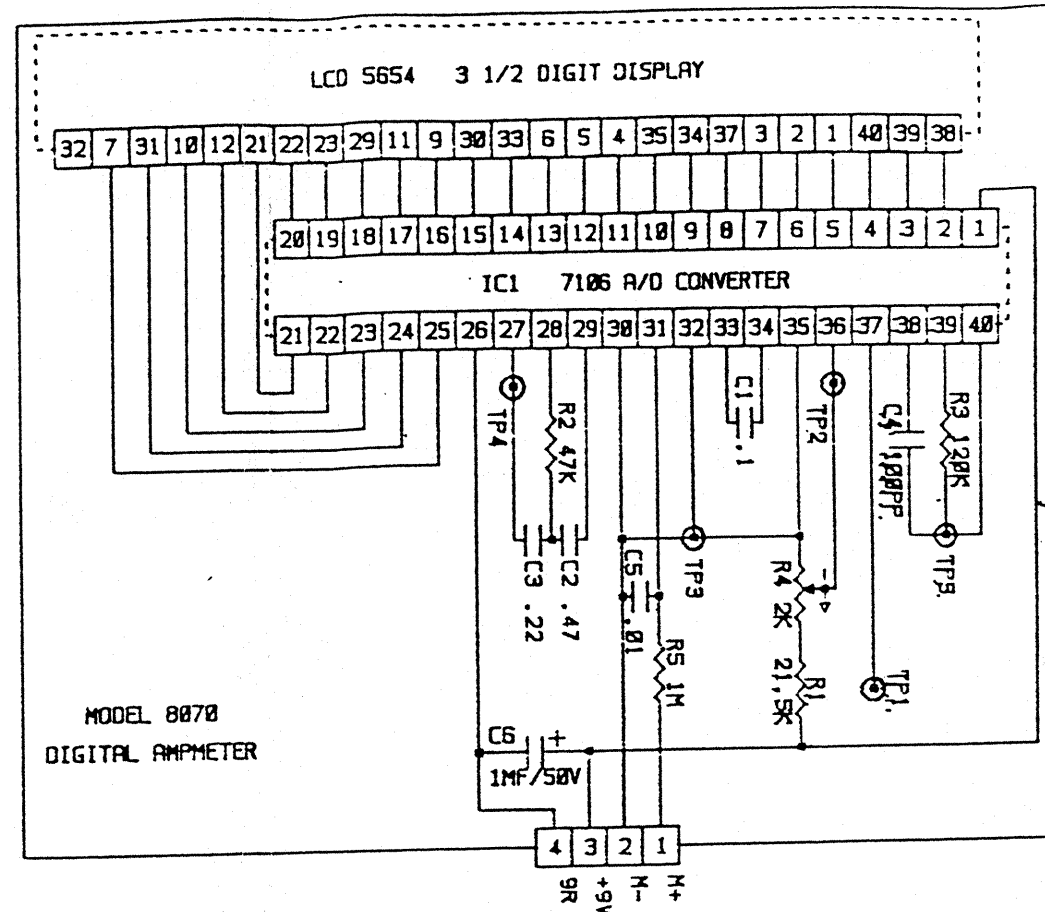 LCD 5654 3 1/2 DIGIT DISPLAY
32 7 31 10 12 21 22 23 29 11 9 30 33 6 5 4 35 34 37 3 2 1 40 39 38
20 19 18 17 16 15 14 13 12 11 10 9 8 7 6 5 4 3 2 1
IC1 7106 A/D CONVERTER
21 22 23 24 25 26 27 28 29 30 31 32 33 34 35 36 37 38 39 40
TP4
R2 47K
C1 .1
TP2
C4 100PF.
R3 120K
C3 .22
C2 .47
C5 .01
TP3
R4 2K
TP5
R5 1M
R1 21,5K
TP1
MODEL 8070
DIGITAL AMPMETER
C6 +
1MF/50V
4 3 2 1
9R +9V M- M+